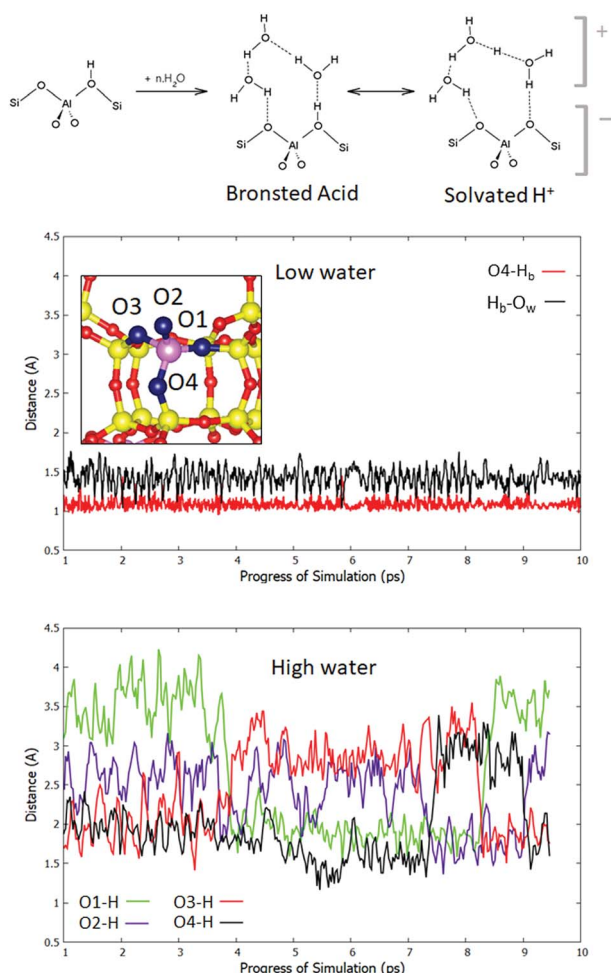 H
H
H
O
H
O
H
H
O
H
H
O
+ n.H2O
H
O
H
H
H
H
O
H
H
O
H
+
O
O
Si
Al
Si
O
O
O
O
Si
Al
Si
O
O
O
O
Si
Al
Si
O
O
−
Bronsted Acid
Solvated H+
4.5
4
3.5
3
2.5
2
1.5
1
0.5
Distance (A)
Low water
O4-Hb
Hb-Ow
O3
O2
O1
O4
1 2 3 4 5 6 7 8 9 10
Progress of Simulation (ps)
4.5
4
3.5
3
2.5
2
1.5
1
0.5
Distance (A)
High water
O1-H O3-H
O2-H O4-H
1 2 3 4 5 6 7 8 9 10
Progress of Simulation (ps)